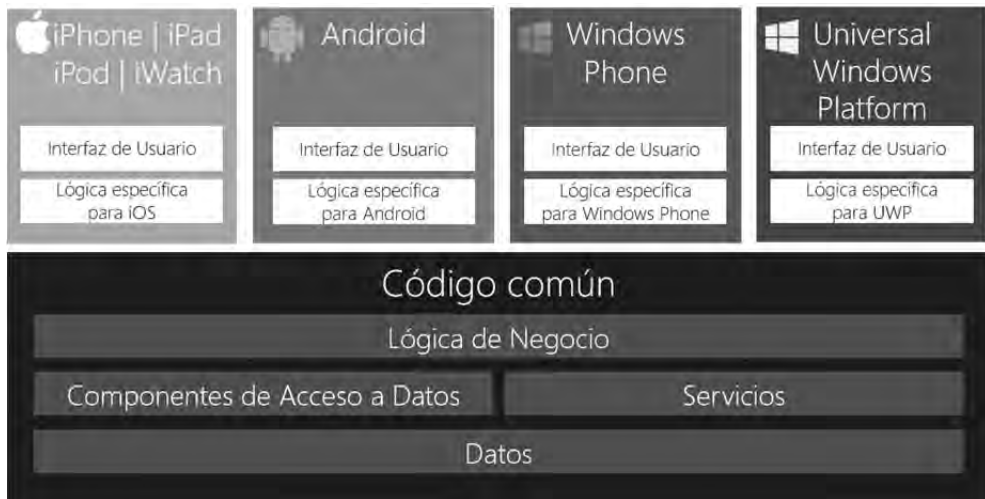 iPhone | iPad
iPod | iWatch
Interfaz de Usuario
Lógica específica
para iOS
Android
Interfaz de Usuario
Lógica específica
para Android
Windows
Phone
Interfaz de Usuario
Lógica específica
para Windows Phone
Universal
Windows
Platform
Interfaz de Usuario
Lógica específica
para UWP
Código común
Lógica de Negocio
Componentes de Acceso a Datos
Servicios
Datos